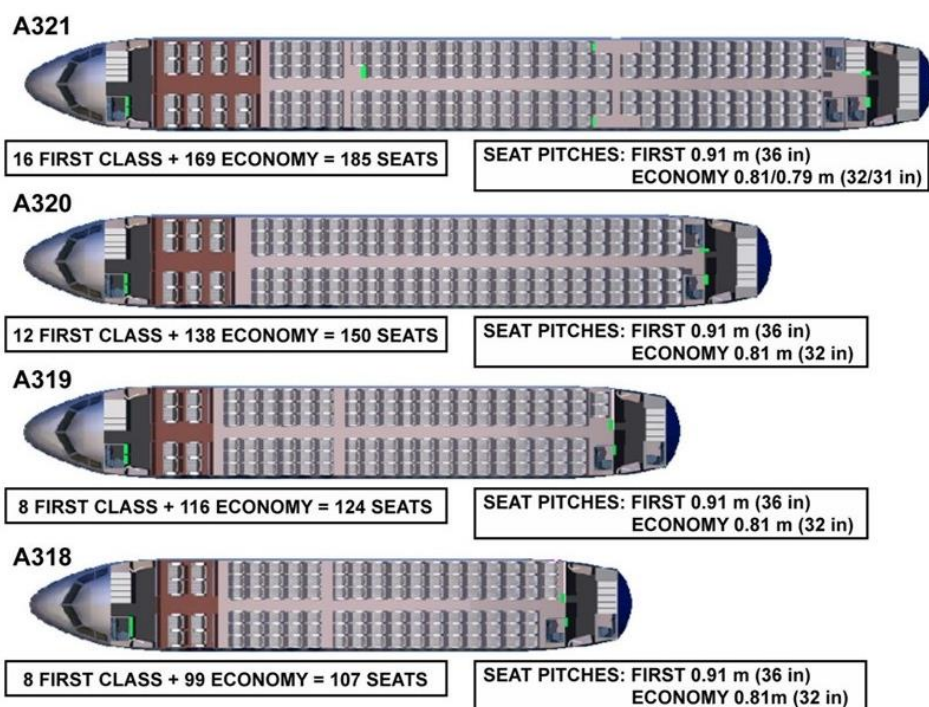 A321
16 FIRST CLASS + 169 ECONOMY = 185 SEATS
SEAT PITCHES: FIRST 0.91 m (36 in)
ECONOMY 0.81/0.79 m (32/31 in)
A320
12 FIRST CLASS + 138 ECONOMY = 150 SEATS
SEAT PITCHES: FIRST 0.91 m (36 in)
ECONOMY 0.81 m (32 in)
A319
8 FIRST CLASS + 116 ECONOMY = 124 SEATS
SEAT PITCHES: FIRST 0.91 m (36 in)
ECONOMY 0.81 m (32 in)
A318
8 FIRST CLASS + 99 ECONOMY = 107 SEATS
SEAT PITCHES: FIRST 0.91 m (36 in)
ECONOMY 0.81m (32 in)